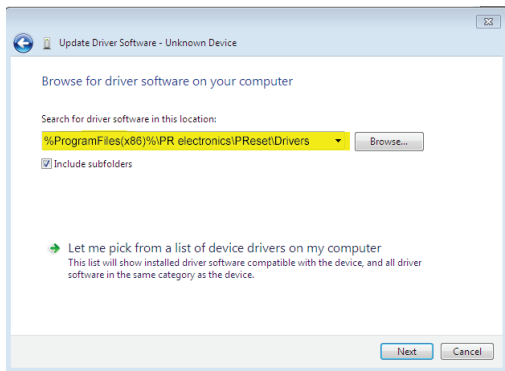 Update Driver Software - Unknown Device
Browse for driver software on your computer
Search for driver software in this location:
%ProgramFiles(x86)%\PR electronics\PReset\Drivers
Browse...
Include subfolders
Let me pick from a list of device drivers on my computer
This list will show installed driver software compatible with the device, and all driver
software in the same category as the device.
Next Cancel